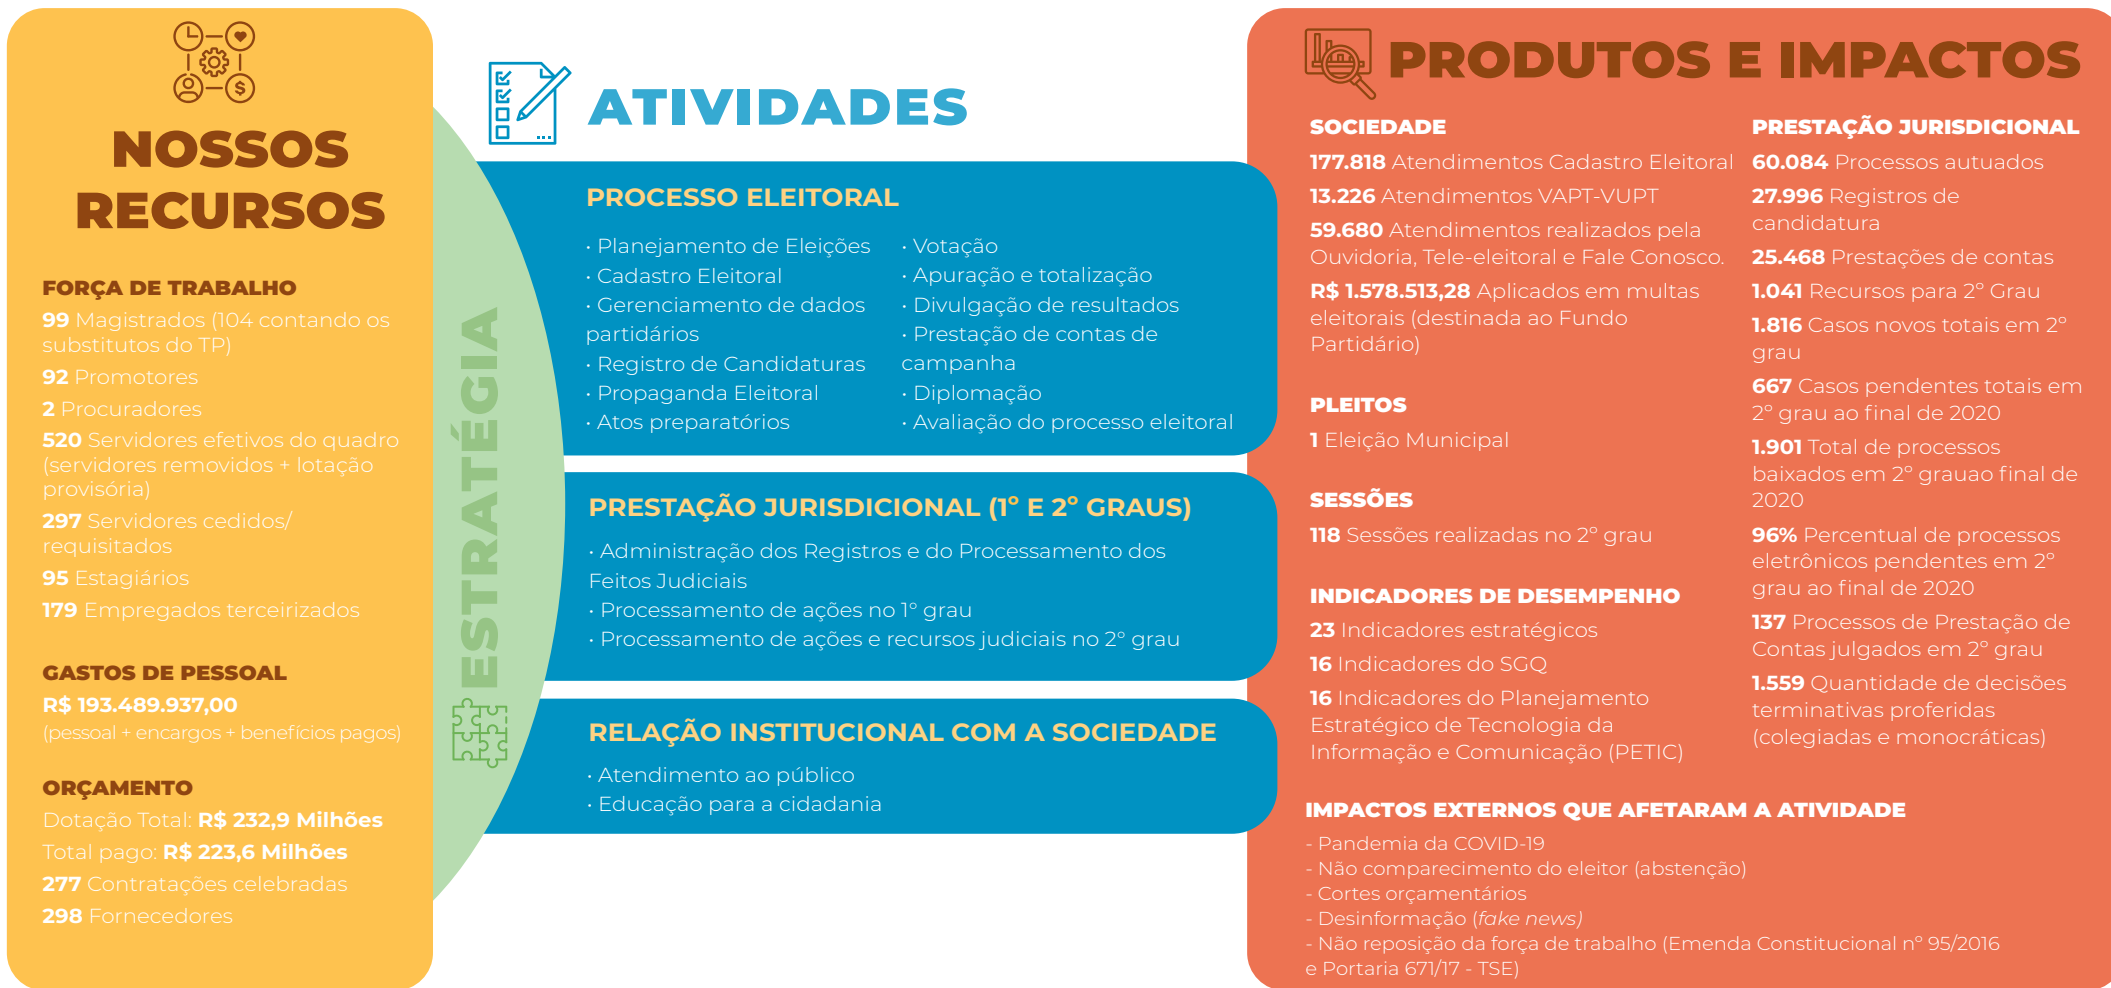 NOSSOS
RECURSOS
FORÇA DE TRABALHO
99 Magistrados (104 contando os
substitutos do TP)
92 Promotores
2 Procuradores
520 Servidores efetivos do quadro
(servidores removidos + lotação
provisória)
297 Servidores cedidos/
requisitados
95 Estagiários
179 Empregados terceirizados
GASTOS DE PESSOAL
R$ 193.489.937,00
(pessoal + encargos + benefícios pagos)
ORÇAMENTO
Dotação Total: R$ 232,9 Milhões
Total pago: R$ 223,6 Milhões
277 Contratações celebradas
298 Fornecedores
ESTRATÉGIA
ATIVIDADES
PROCESSO ELEITORAL
· Planejamento de Eleições
· Cadastro Eleitoral
· Gerenciamento de dados
partidários
· Registro de Candidaturas
· Propaganda Eleitoral
· Atos preparatórios
· Votação
· Apuração e totalização
· Divulgação de resultados
· Prestação de contas de
campanha
· Diplomação
· Avaliação do processo eleitoral
PRESTAÇÃO JURISDICIONAL (1º E 2º GRAUS)
· Administração dos Registros e do Processamento dos
Feitos Judiciais
· Processamento de ações no 1º grau
· Processamento de ações e recursos judiciais no 2º grau
RELAÇÃO INSTITUCIONAL COM A SOCIEDADE
· Atendimento ao público
· Educação para a cidadania
PRODUTOS E IMPACTOS
SOCIEDADE
177.818 Atendimentos Cadastro Eleitoral
13.226 Atendimentos VAPT-VUPT
59.680 Atendimentos realizados pela
Ouvidoria, Tele-eleitoral e Fale Conosco.
R$ 1.578.513,28 Aplicados em multas
eleitorais (destinada ao Fundo
Partidário)
PLEITOS
1 Eleição Municipal
SESSÕES
118 Sessões realizadas no 2º grau
INDICADORES DE DESEMPENHO
23 Indicadores estratégicos
16 Indicadores do SGQ
16 Indicadores do Planejamento
Estratégico de Tecnologia da
Informação e Comunicação (PETIC)
PRESTAÇÃO JURISDICIONAL
60.084 Processos autuados
27.996 Registros de
candidatura
25.468 Prestações de contas
1.041 Recursos para 2º Grau
1.816 Casos novos totais em 2º
grau
667 Casos pendentes totais em
2º grau ao final de 2020
1.901 Total de processos
baixados em 2º grauao final de
2020
96% Percentual de processos
eletrônicos pendentes em 2º
grau ao final de 2020
137 Processos de Prestação de
Contas julgados em 2º grau
1.559 Quantidade de decisões
terminativas proferidas
(colegiadas e monocráticas)
IMPACTOS EXTERNOS QUE AFETARAM A ATIVIDADE
- Pandemia da COVID-19
- Não comparecimento do eleitor (abstenção)
- Cortes orçamentários
- Desinformação (fake news)
- Não reposição da força de trabalho (Emenda Constitucional nº 95/2016
e Portaria 671/17 - TSE)